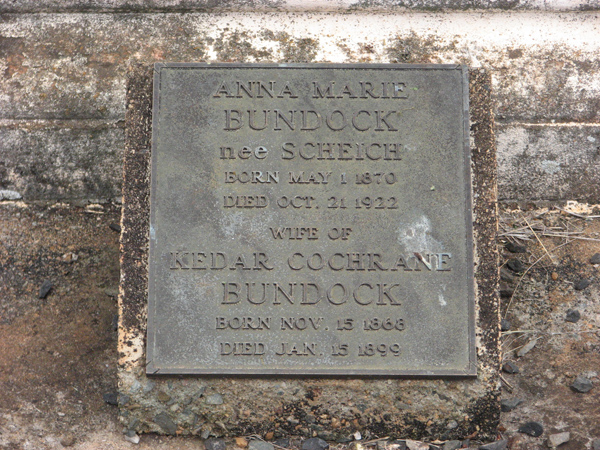 ANNA MARIE
BUNDOCK
nee SCHEICH
BORN MAY 1 1870
DIED OCT. 21 1922
WIFE OF
KEDAR COCHRANE
BUNDOCK
BORN NOV. 15 1868
DIED JAN. 15 1899